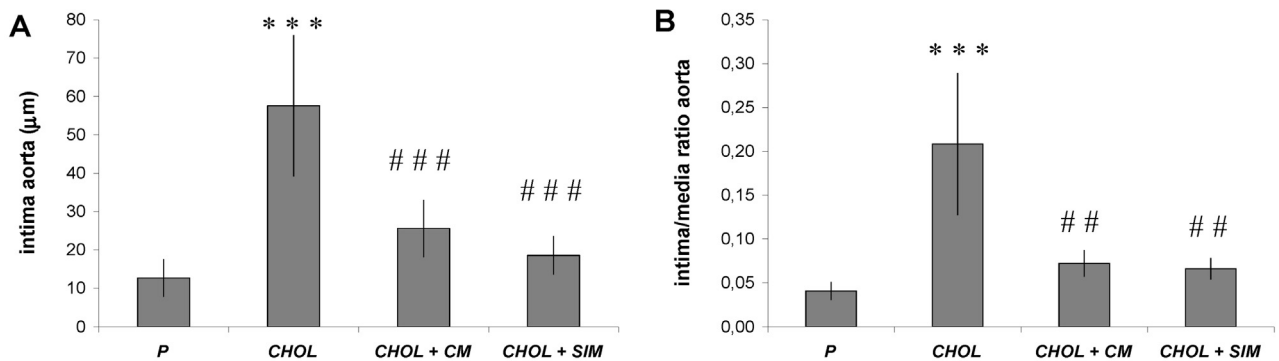 A
intima aorta (µm)
80
70
60
50
40
30
20
10
0
* * *
# # #
# # #
P
CHOL
CHOL + CM
CHOL + SIM
B
intima/media ratio aorta
0,35
0,30
0,25
0,20
0,15
0,10
0,05
0,00
* * *
# #
# #
P
CHOL
CHOL + CM
CHOL + SIM